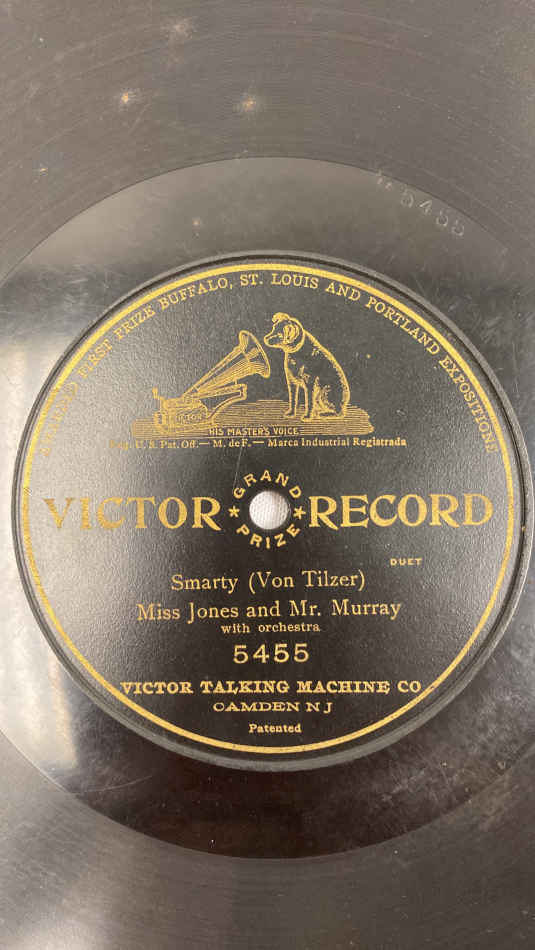 5455
AWARDED FIRST PRIZE BUFFALO, ST. LOUIS AND PORTLAND EXPOSITIONS
VICTOR
HIS MASTER'S VOICE
Reg. U. S. Pat. Off.— M. de F.— Marca Industrial Registrada
VICTOR GRAND PRIZE RECORD
DUET
Smarty (Von Tilzer)
Miss Jones and Mr. Murray
with orchestra
5455
VICTOR TALKING MACHINE CO
CAMDEN N J
Patented